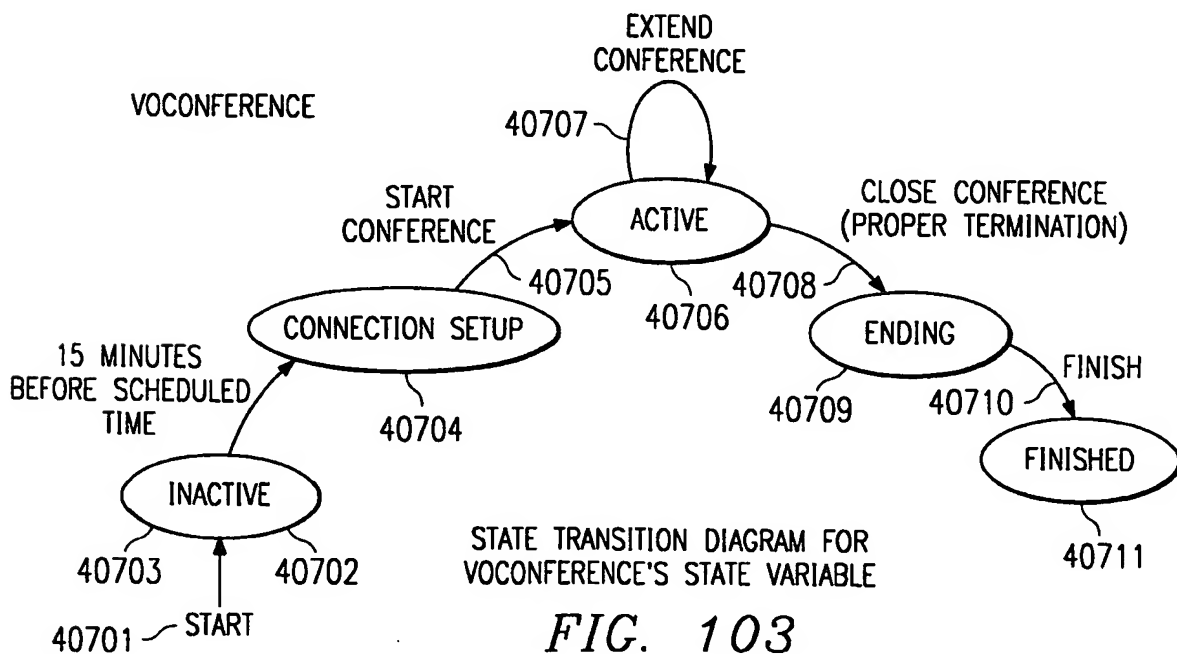 EXTEND
CONFERENCE
VOCONFERENCE
40707
START
CONFERENCE
ACTIVE
CLOSE CONFERENCE
(PROPER TERMINATION)
40705
40706
40708
CONNECTION SETUP
ENDING
15 MINUTES
BEFORE SCHEDULED
TIME
40704
40709
40710
FINISH
INACTIVE
FINISHED
40703
40702
40711
STATE TRANSITION DIAGRAM FOR
VOCONFERENCE'S STATE VARIABLE
40701
START
FIG. 103